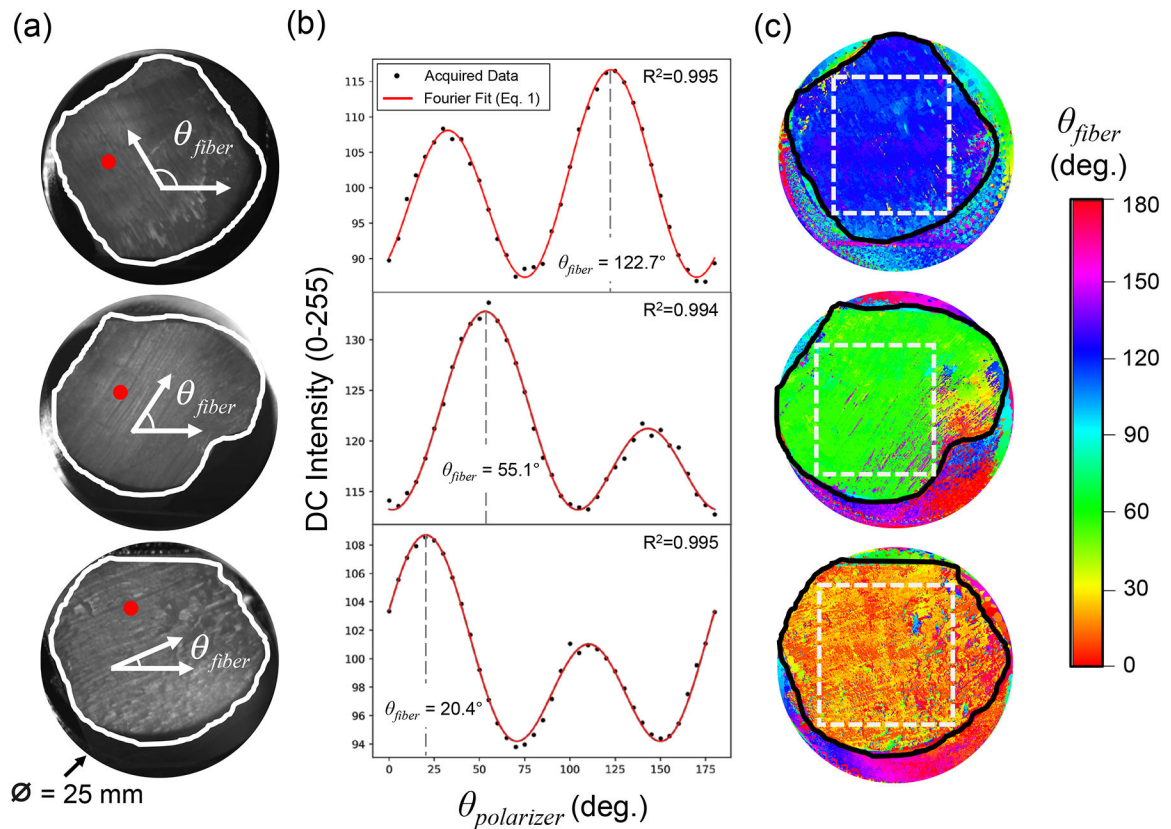 (a)
θfiber
θfiber
θfiber
Ø = 25 mm
(b)
DC Intensity (0-255)
Acquired Data
Fourier Fit (Eq. 1)
R²=0.995
θfiber = 122.7°
115
110
105
100
95
90
R²=0.994
θfiber = 55.1°
130
125
120
115
R²=0.995
θfiber = 20.4°
108
106
104
102
100
98
96
94
0 25 50 75 100 125 150 175
θpolarizer (deg.)
(c)
θfiber
(deg.)
180
150
120
90
60
30
0